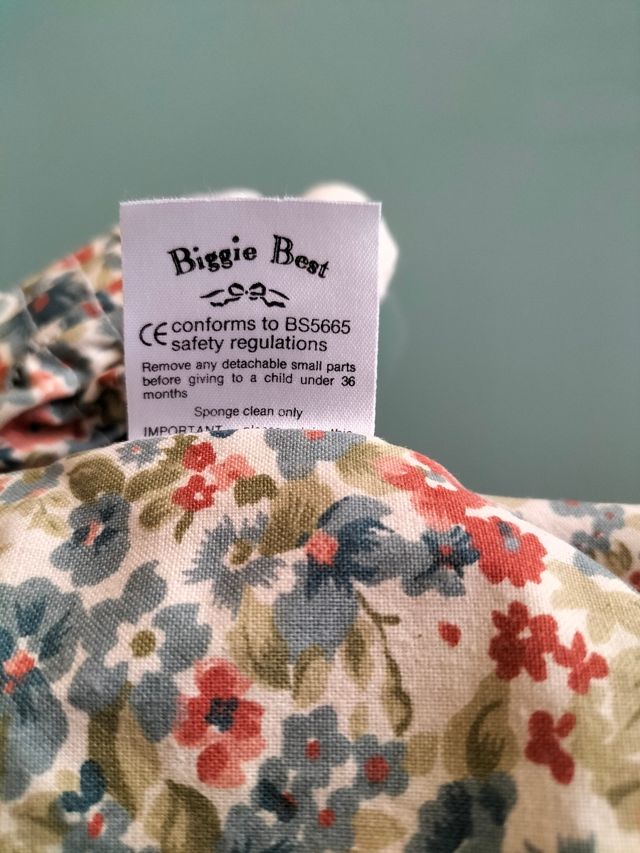 Biggie Best
CE conforms to BS5665
safety regulations
Remove any detachable small parts
before giving to a child under 36
months
Sponge clean only
IMPORTANT